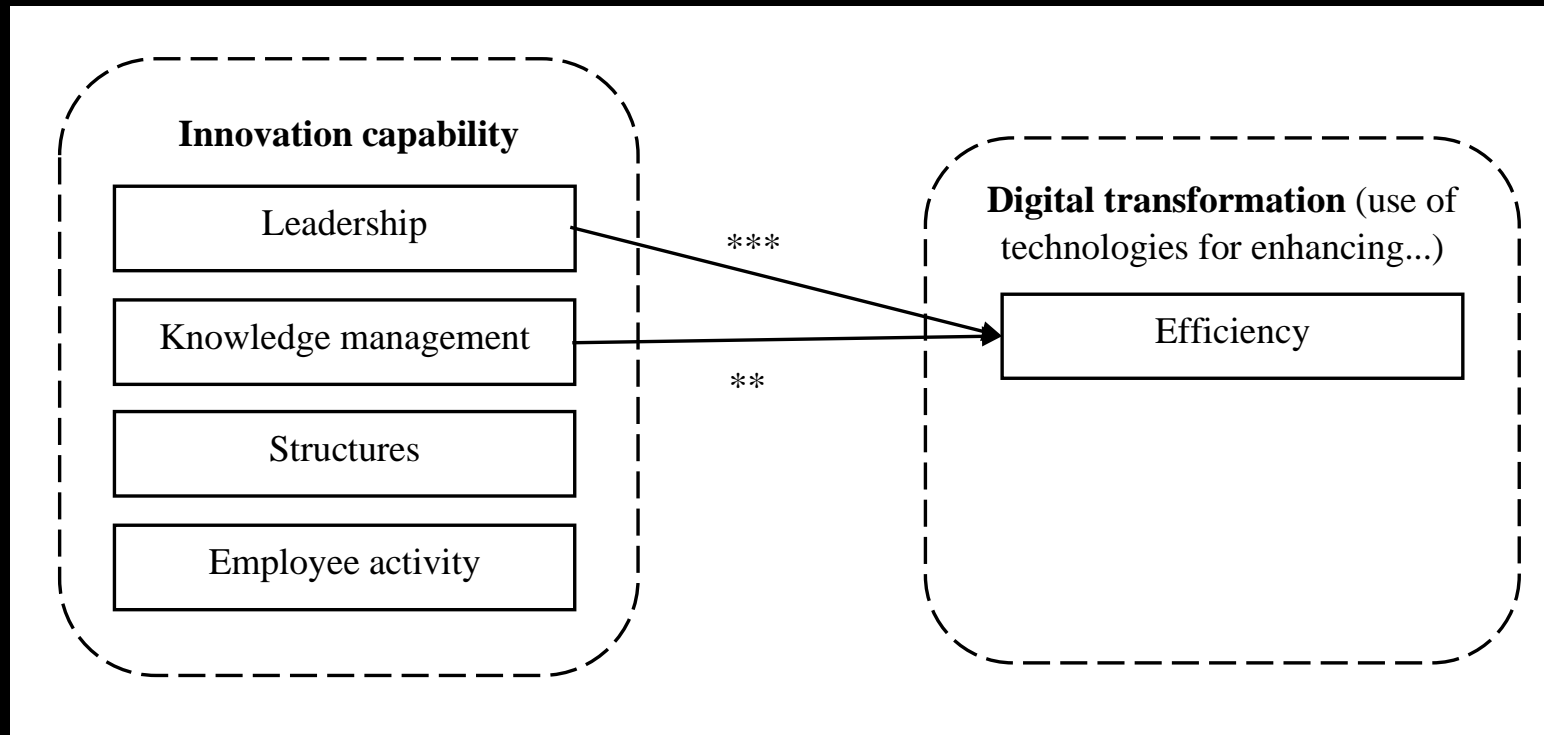 Innovation capability
Leadership
Knowledge management
Structures
Employee activity
***
**
Digital transformation (use of
technologies for enhancing...)
Efficiency